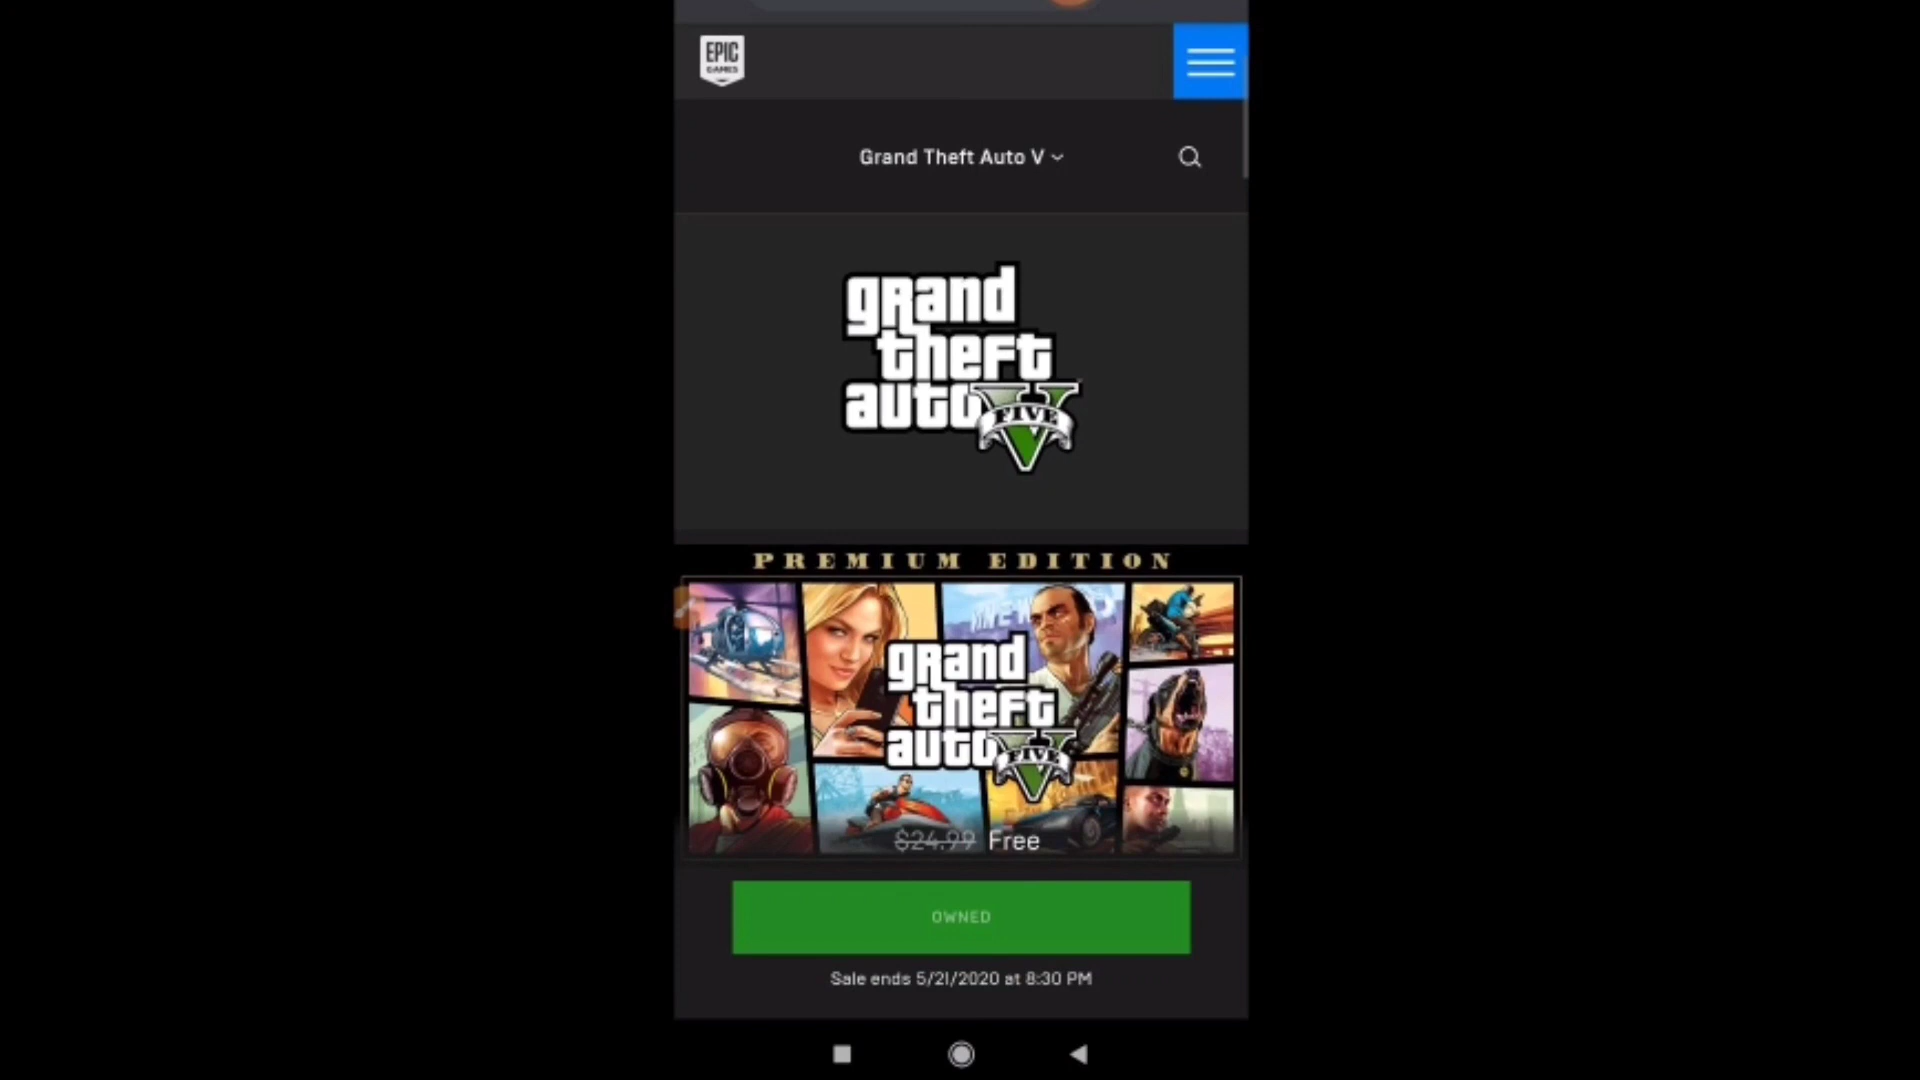 EPIC
GAMES
Grand Theft Auto V
grand
theft
auto V
FIVE
PREMIUM EDITION
grand
theft
auto V
FIVE
$24.99 Free
OWNED
Sale ends 5/21/2020 at 8:30 PM